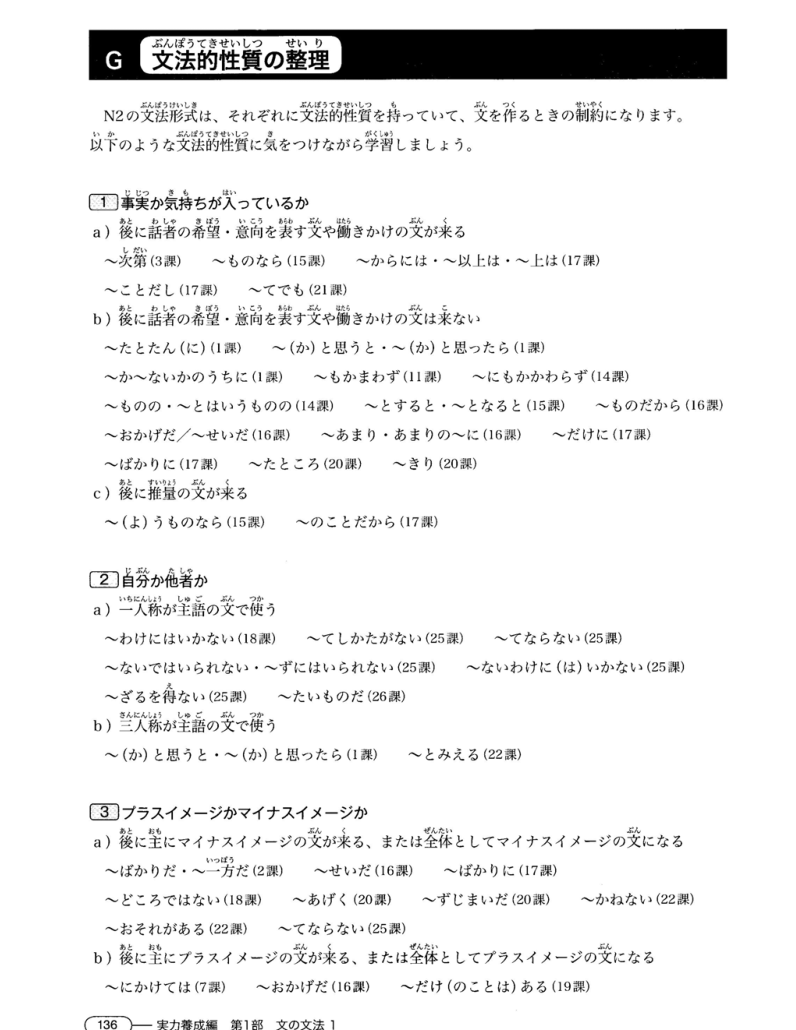 G 文法的性質の整理
N2の文法形式は、それぞれに文法的性質を持っていて、文を作るときの制約になります。
以下のような文法的性質に気をつけながら学習しましょう。
1 事実か気持ちが入っているか
a）後に話者の希望・意向を表す文や働きかけの文が来る
～次第(3課) ～ものなら(15課) ～からには・～以上は・～上は(17課)
～ことだし(17課) ～てでも(21課)
b）後に話者の希望・意向を表す文や働きかけの文は来ない
～たとたん(に)(1課) ～(か)と思うと・～(か)と思ったら(1課)
～か～ないかのうちに(1課) ～もかまわず(11課) ～にもかかわらず(14課)
～ものの・～とはいうものの(14課) ～とすると・～となると(15課) ～ものだから(16課)
～おかげだ／～せいだ(16課) ～あまり・あまりの～に(16課) ～だけに(17課)
～ばかりに(17課) ～たところ(20課) ～きり(20課)
c）後に推量の文が来る
～(よ)うものなら(15課) ～のことだから(17課)
2 自分か他者か
a）一人称が主語の文で使う
～わけにはいかない(18課) ～てしかたがない(25課) ～てならない(25課)
～ないではいられない・～ずにはいられない(25課) ～ないわけに(は)いかない(25課)
～ざるを得ない(25課) ～たいものだ(26課)
b）三人称が主語の文で使う
～(か)と思うと・～(か)と思ったら(1課) ～とみえる(22課)
3 プラスイメージかマイナスイメージか
a）後に主にマイナスイメージの文が来る、または全体としてマイナスイメージの文になる
～ばかりだ・～一方だ(2課) ～せいだ(16課) ～ばかりに(17課)
～どころではない(18課) ～あげく(20課) ～ずじまいだ(20課) ～かねない(22課)
～おそれがある(22課) ～てならない(25課)
b）後に主にプラスイメージの文が来る、または全体としてプラスイメージの文になる
～にかけては(7課) ～おかげだ(16課) ～だけ(のことは)ある(19課)
136 ― 実力養成編 第1部 文の文法1